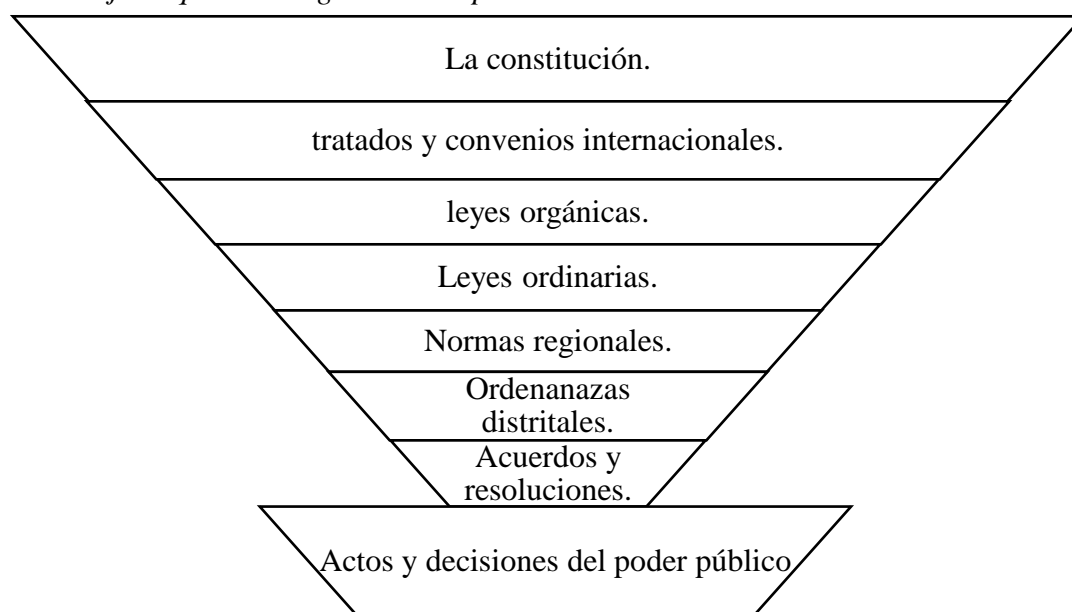 La constitución.
tratados y convenios internacionales.
leyes orgánicas.
Leyes ordinarias.
Normas regionales.
Ordenanazas
distritales.
Acuerdos y
resoluciones.
Actos y decisiones del poder público